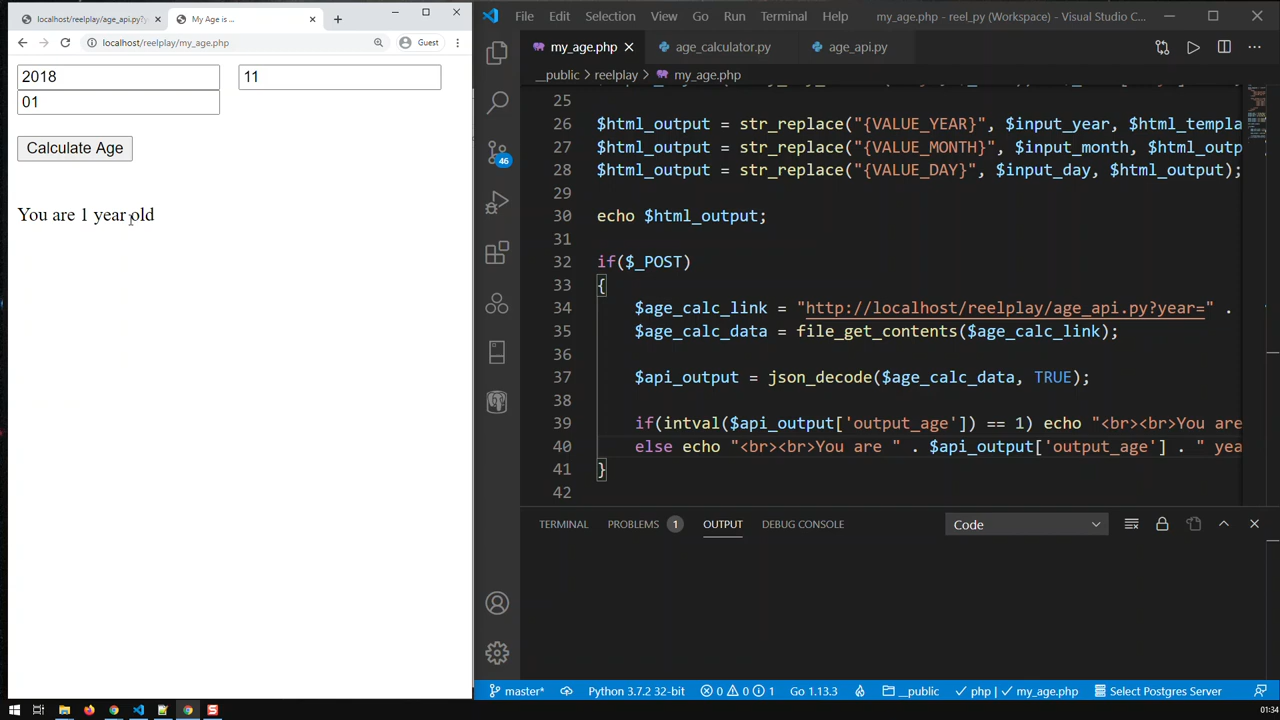 localhost/reelplay/age_api.py?ye
My Age is ...
localhost/reelplay/my_age.php
Guest
2018
11
01
Calculate Age
You are 1 year old
File Edit Selection View Go Run Terminal Help
my_age.php - reel_py (Workspace) - Visual Studio C...
my_age.php
age_calculator.py
age_api.py
__public > reelplay > my_age.php
46
25
26 $html_output = str_replace("{VALUE_YEAR}", $input_year, $html_templa
27 $html_output = str_replace("{VALUE_MONTH}", $input_month, $html_outp
28 $html_output = str_replace("{VALUE_DAY}", $input_day, $html_output);
29
30 echo $html_output;
31
32 if($_POST)
33 {
34 $age_calc_link = "http://localhost/reelplay/age_api.py?year=" .
35 $age_calc_data = file_get_contents($age_calc_link);
36
37 $api_output = json_decode($age_calc_data, TRUE);
38
39 if(intval($api_output['output_age']) == 1) echo "<br><br>You are
40 else echo "<br><br>You are " . $api_output['output_age'] . " yea
41 }
42
TERMINAL PROBLEMS 1 OUTPUT DEBUG CONSOLE
Code
master* Python 3.7.2 32-bit 0 0 1 Go 1.13.3 __public php my_age.php Select Postgres Server
01:34